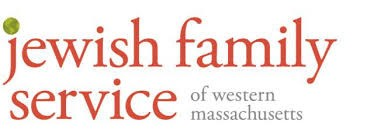 jewish family
service of western
massachusetts